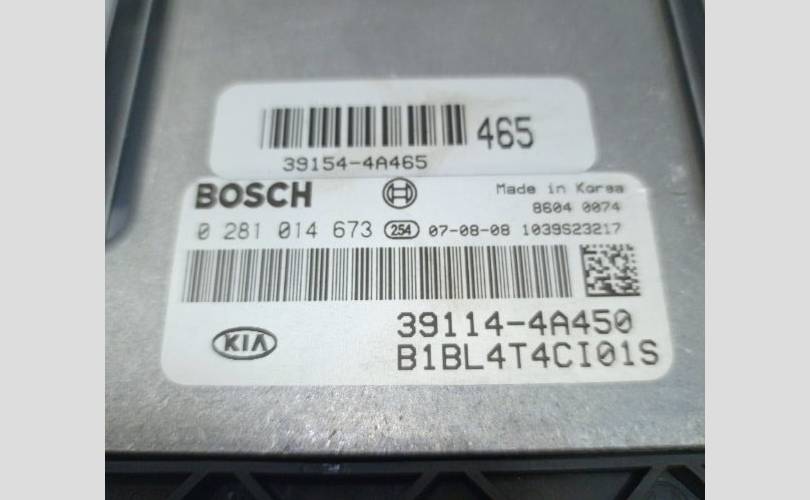 465
39154-4A465
BOSCH
Made in Korea
8604 0074
0 281 014 673 254 07-08-08 1039S23217
KIA
39114-4A450
B1BL4T4CI01S